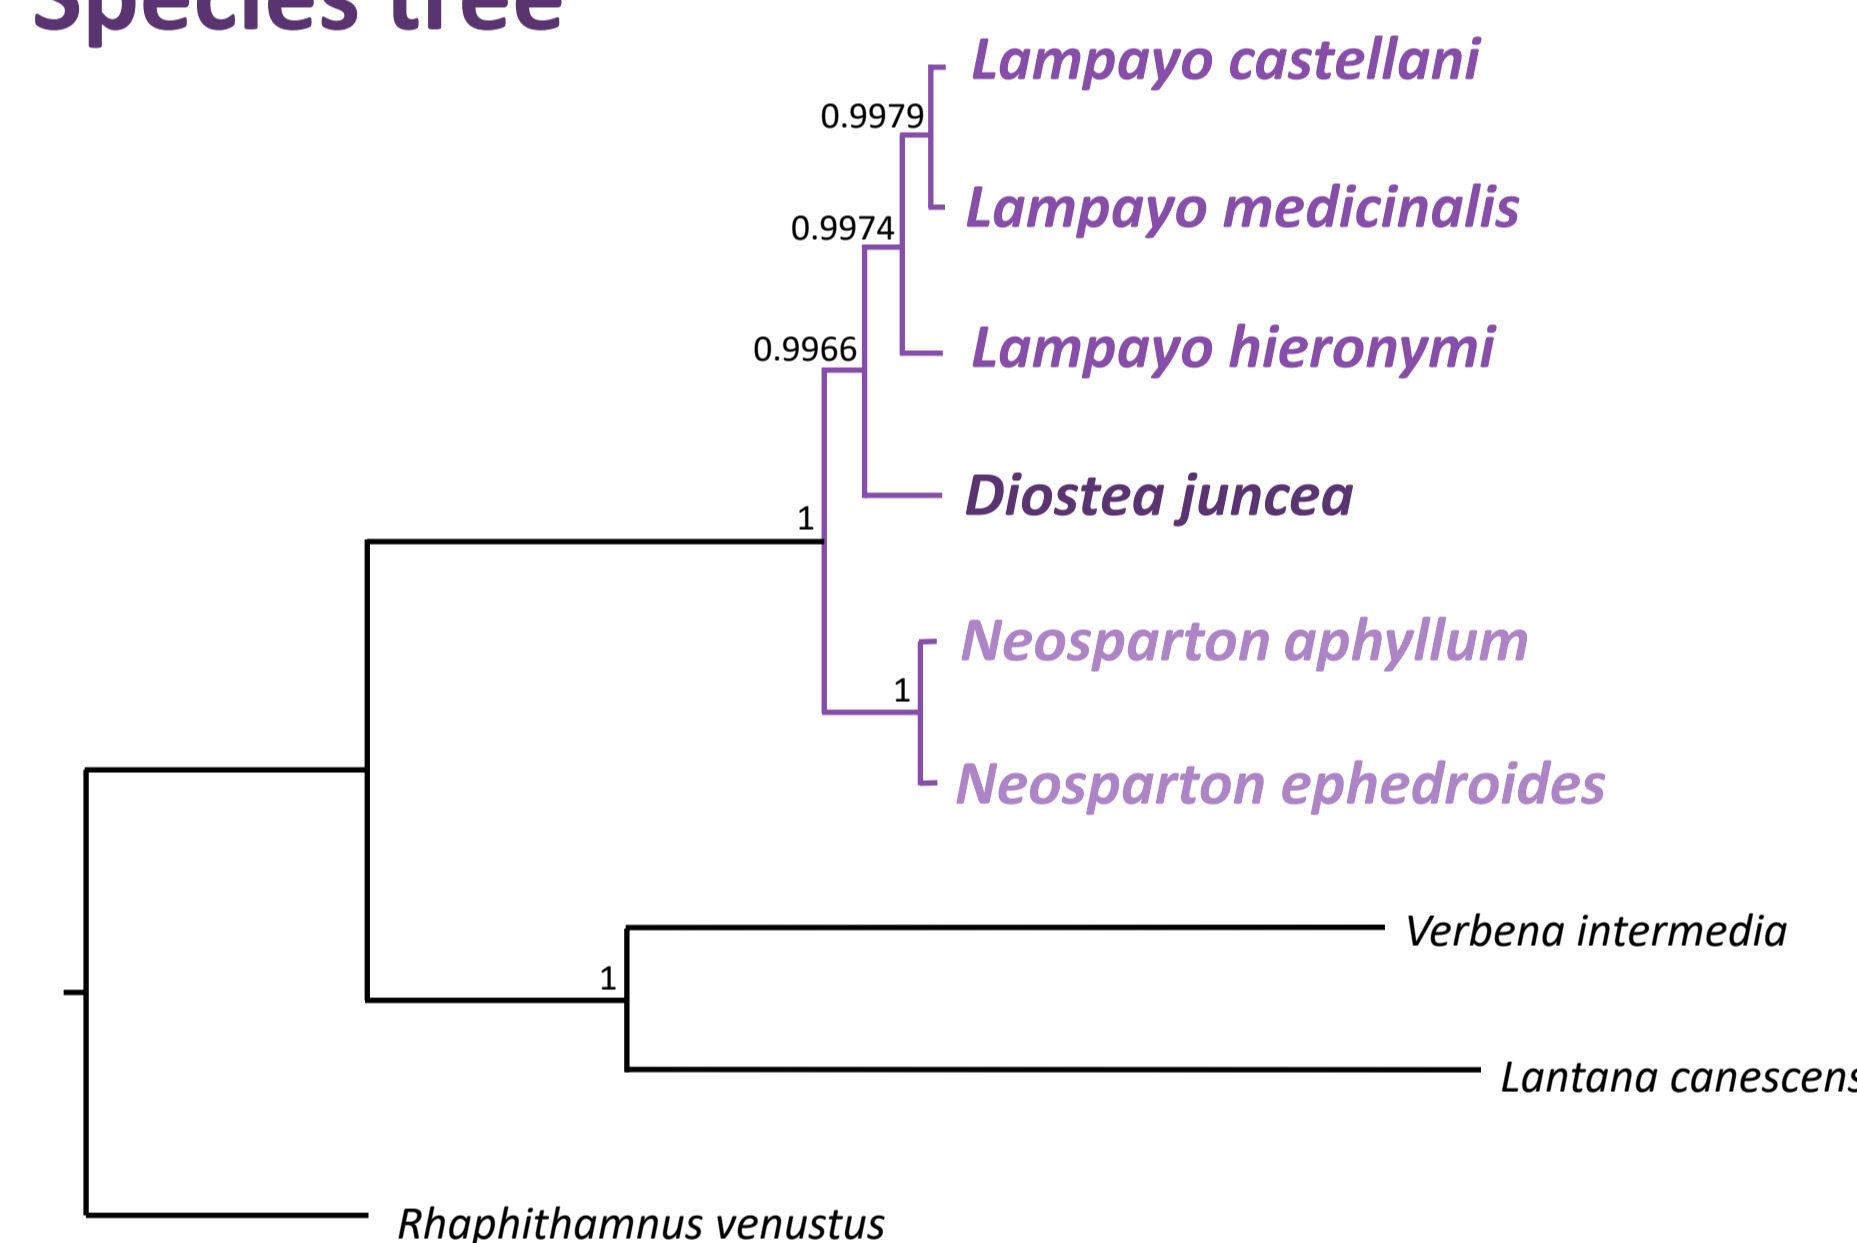 Species tree
Lampayo castellani
0.9979
Lampayo medicinalis
0.9974
Lampayo hieronymi
0.9966
Diostea juncea
1
Neosparton aphyllum
1
Neosparton ephedroides
Verbena intermedia
1
Lantana canescens
Rhaphithamnus venustus